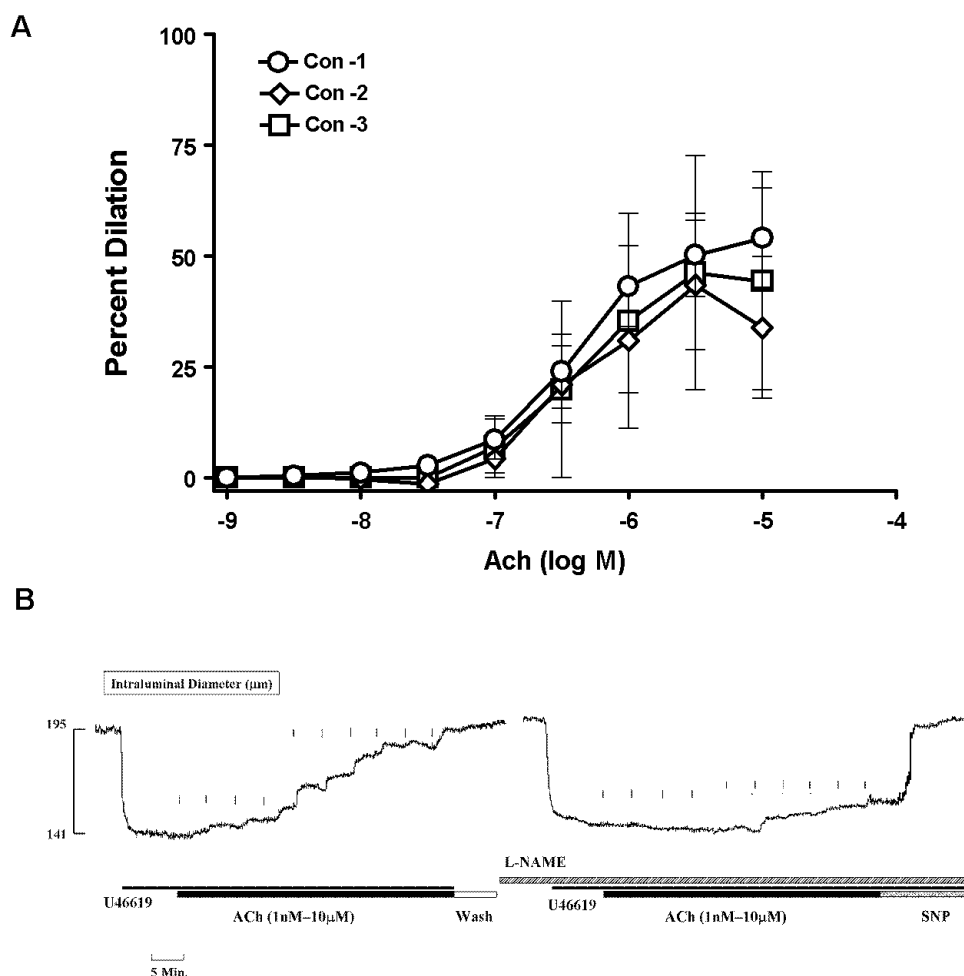 A
100
75
50
25
0
Percent Dilation
Con -1
Con -2
Con -3
-9 -8 -7 -6 -5 -4
Ach (log M)
B
Intraluminal Diameter (μm)
195
141
L-NAME
U46619
ACh (1nM–10μM)
Wash
U46619
ACh (1nM–10μM)
SNP
5 Min.